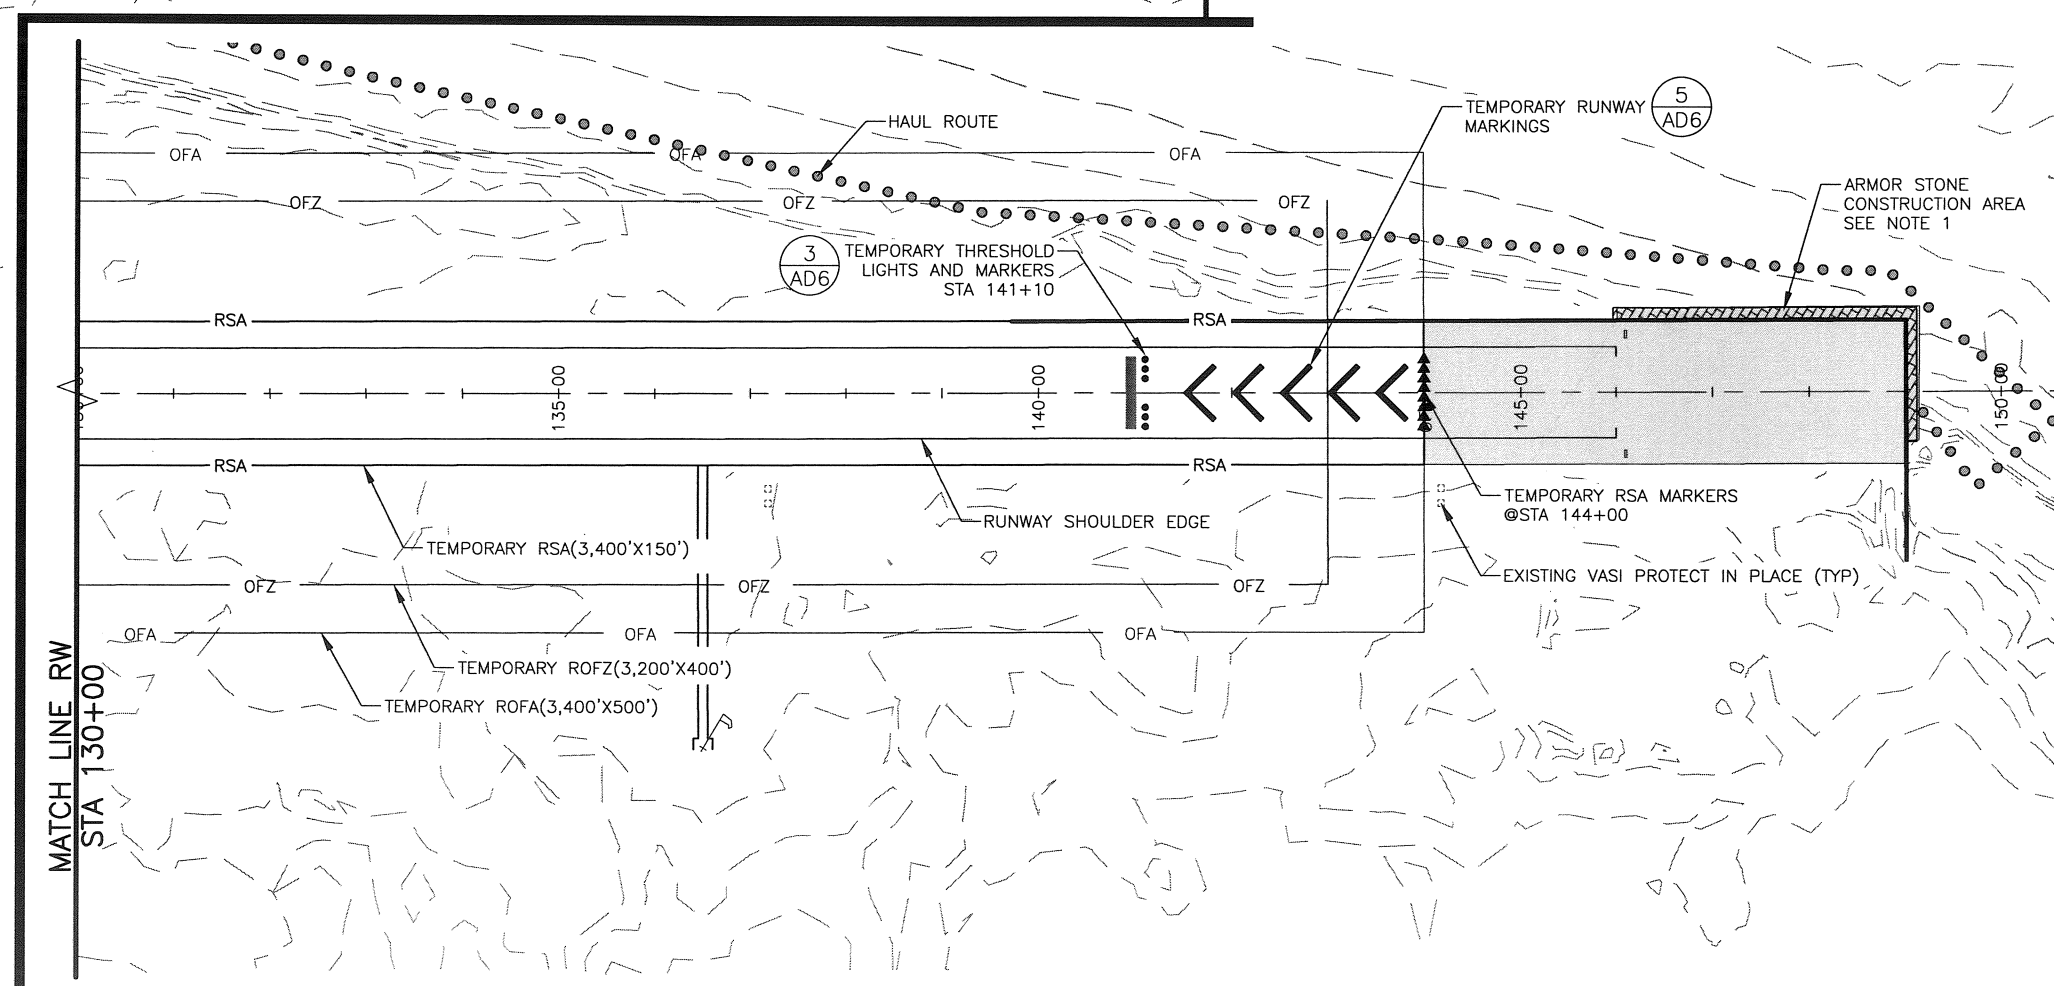 HAUL ROUTE
TEMPORARY RUNWAY
MARKINGS
5
AD6
OFA
OFA
OFA
ARMOR STONE
CONSTRUCTION AREA
SEE NOTE 1
OFZ
OFZ
OFZ
3
AD6
TEMPORARY THRESHOLD
LIGHTS AND MARKERS
STA 141+10
RSA
RSA
135+00
140+00
145+00
150+00
RSA
RSA
TEMPORARY RSA MARKERS
@STA 144+00
RUNWAY SHOULDER EDGE
TEMPORARY RSA(3,400'X150')
EXISTING VASI PROTECT IN PLACE (TYP)
OFZ
OFZ
OFZ
OFA
OFA
OFA
TEMPORARY ROFZ(3,200'X400')
TEMPORARY ROFA(3,400'X500')
MATCH LINE RW
STA 130+00